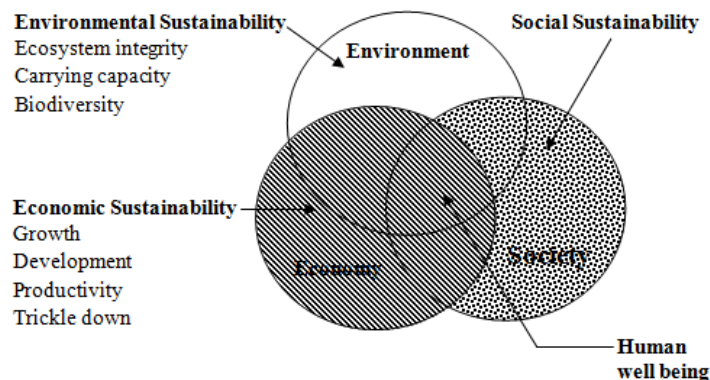 Environmental Sustainability
Ecosystem integrity
Carrying capacity
Biodiversity
Environment
Social Sustainability
Economic Sustainability
Growth
Development
Productivity
Trickle down
Economy
Society
Human
well being